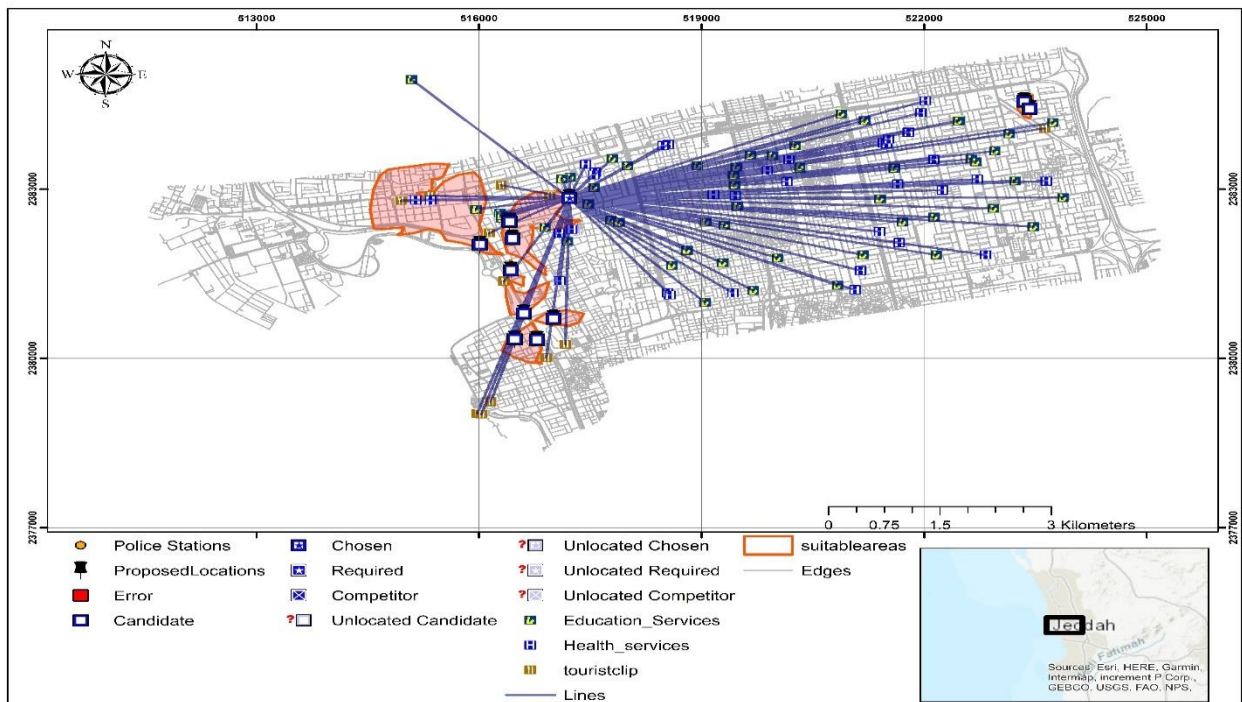 513000 516000 519000 522000 525000
N
W E
S
2383000 2383000
2380000 2380000
2377000 2377000
0 0.75 1.5 3 Kilometers
Police Stations
ProposedLocations
Error
Candidate
Chosen
Required
Competitor
? Unlocated Candidate
? Unlocated Chosen
? Unlocated Required
? Unlocated Competitor
Education_Services
Health_services
touristclip
Lines
suitableareas
Edges
Jeddah
Fatimah
Sources: Esri, HERE, Garmin,
Intermap, increment P Corp.,
GEBCO, USGS, FAO, NPS,